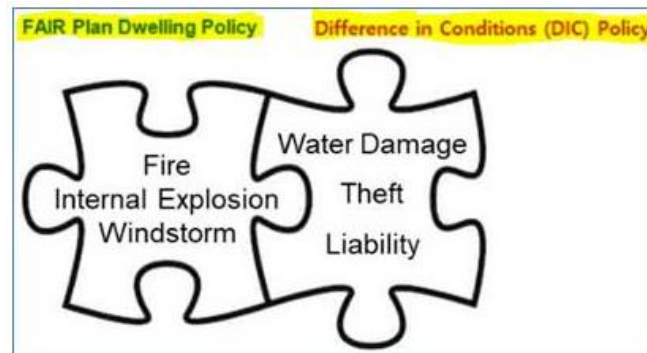 FAIR Plan Dwelling Policy
Difference in Conditions (DIC) Policy
Fire
Internal Explosion
Windstorm
Water Damage
Theft
Liability